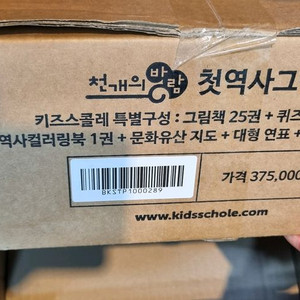 천개의바람 첫역사그
키즈스콜레 특별구성 : 그림책 25권 + 퀴즈
역사컬러링북 1권 + 문화유산 지도 + 대형 연표 +
BKSTP1000289
가격 375,000
www.kidsschole.com